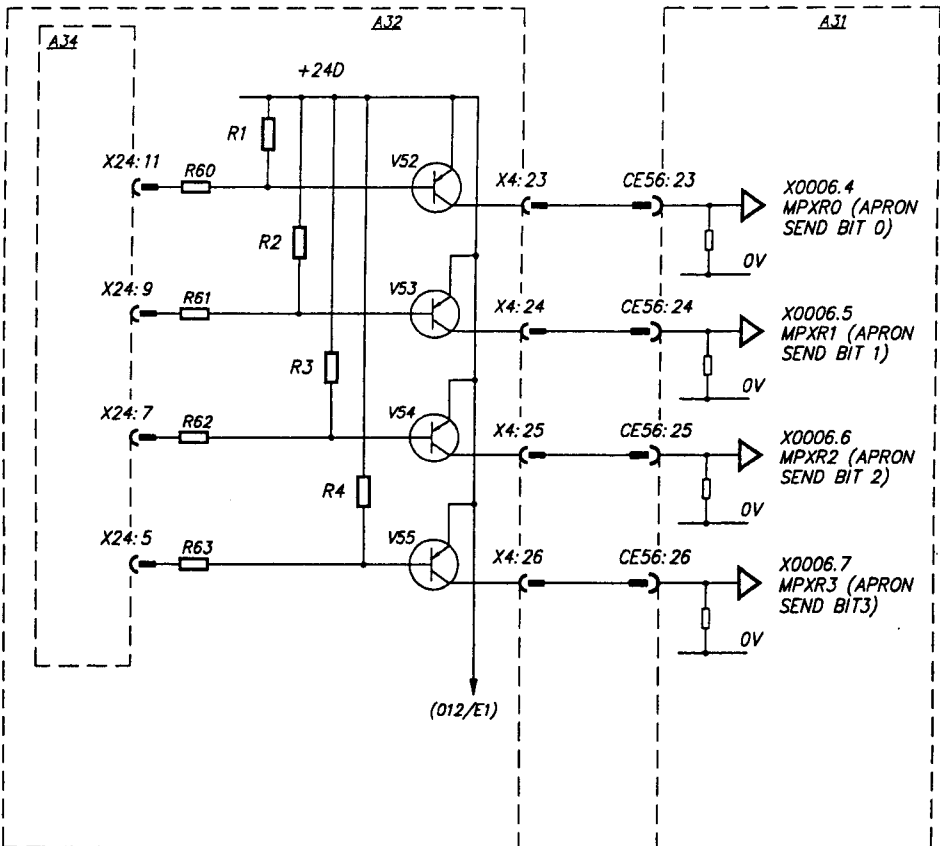 A32
A31
A34
+24D
R1
X24:11
R60
V52
X4:23
CE56:23
X0006.4
MPXR0 (APRON
SEND BIT 0)
R2
0V
X24:9
R61
V53
X4:24
CE56:24
X0006.5
MPXR1 (APRON
SEND BIT 1)
R3
0V
X24:7
R62
V54
X4:25
CE56:25
X0006.6
MPXR2 (APRON
SEND BIT 2)
R4
0V
X24:5
R63
V55
X4:26
CE56:26
X0006.7
MPXR3 (APRON
SEND BIT3)
0V
(012/E1)